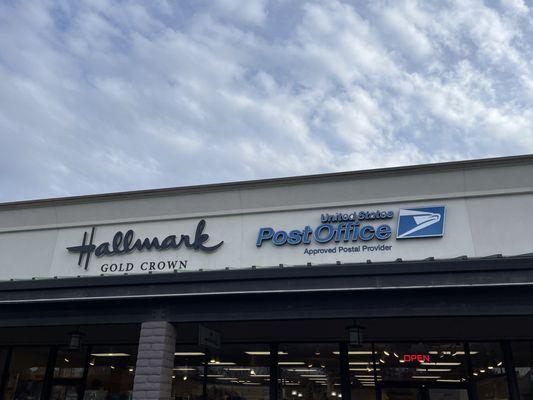 Hallmark
GOLD CROWN
United States
Post Office
Approved Postal Provider
OPEN